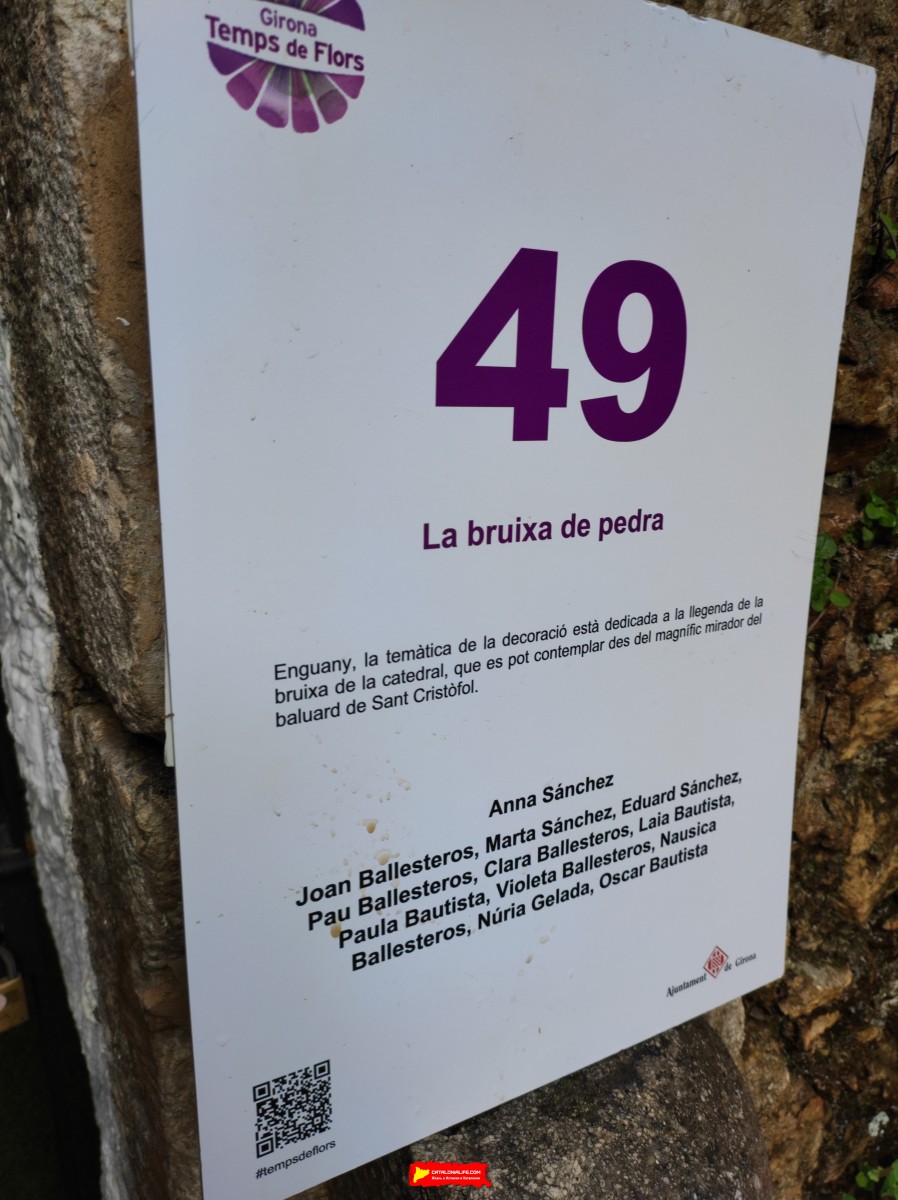 Girona
Temps de Flors
49
La bruixa de pedra
Enguany, la temàtica de la decoració està dedicada a la llegenda de la
bruixa de la catedral, que es pot contemplar des del magnífic mirador del
baluard de Sant Cristòfol.
Anna Sánchez
Joan Ballesteros, Marta Sánchez, Eduard Sánchez,
Pau Ballesteros, Clara Ballesteros, Laia Bautista,
Paula Bautista, Violeta Ballesteros, Nausica
Ballesteros, Núria Gelada, Oscar Bautista
Ajuntament de Girona
#tempsdeflors
CATALONIALIFE.COM